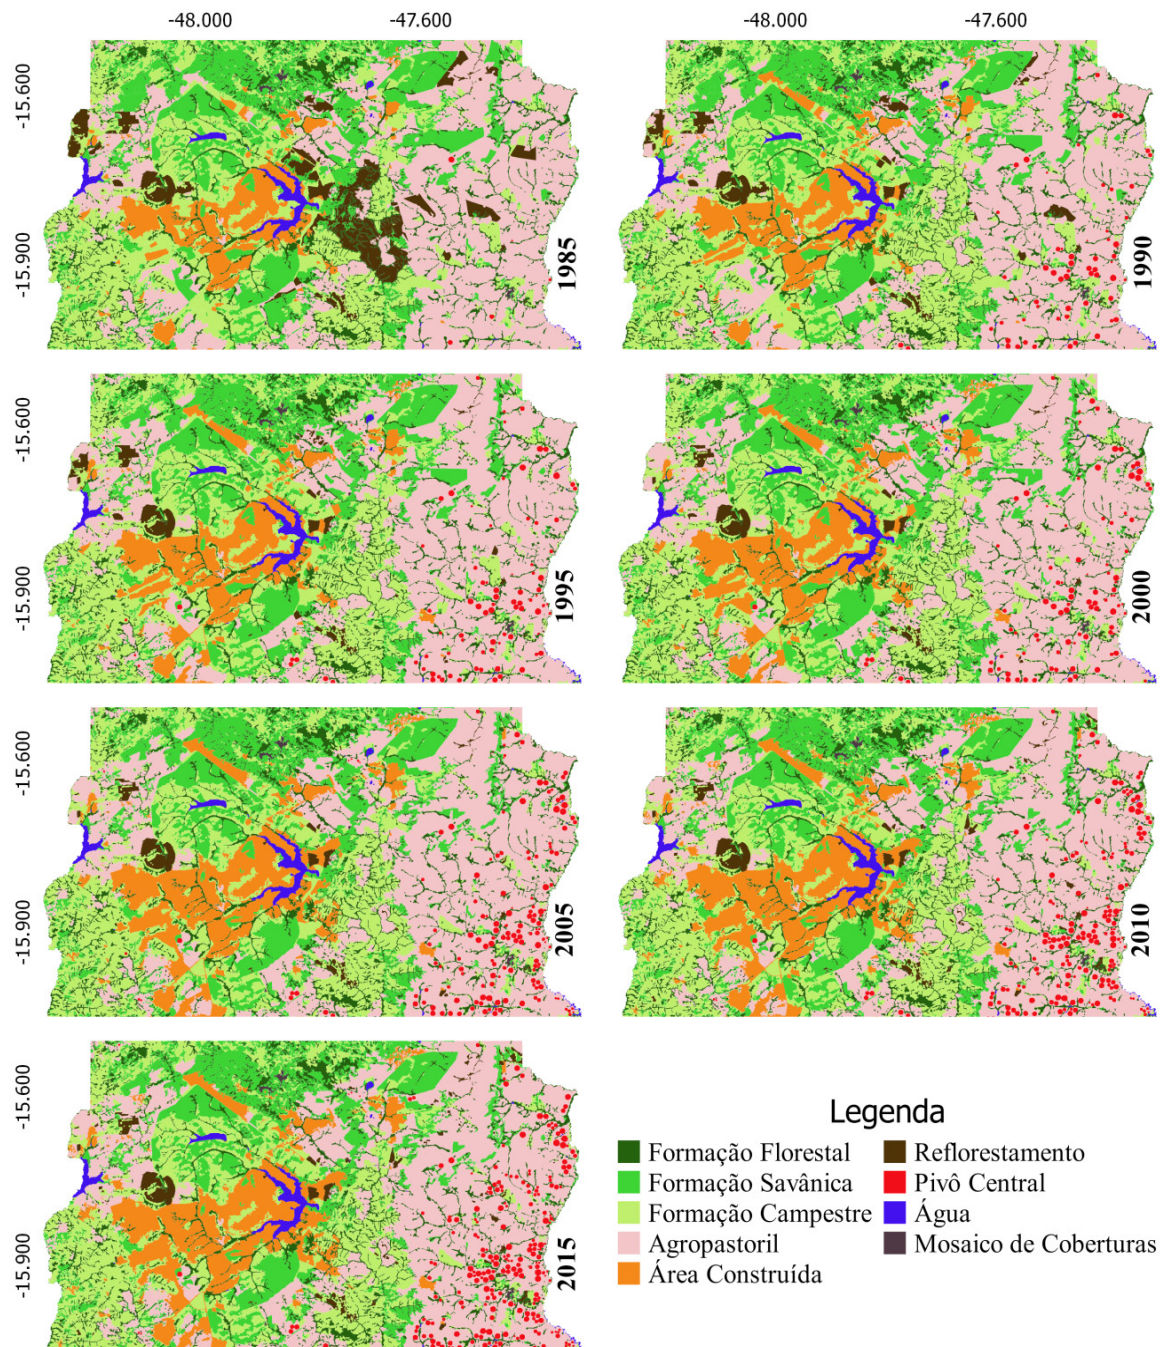 -48.000 -47.600 -48.000 -47.600
-15.600
-15.900
1985
1990
-15.600
-15.900
1995
2000
-15.600
-15.900
2005
2010
-15.600
-15.900
2015
Legenda
Formação Florestal
Formação Savânica
Formação Campestre
Agropastoril
Área Construída
Reflorestamento
Pivô Central
Água
Mosaico de Coberturas